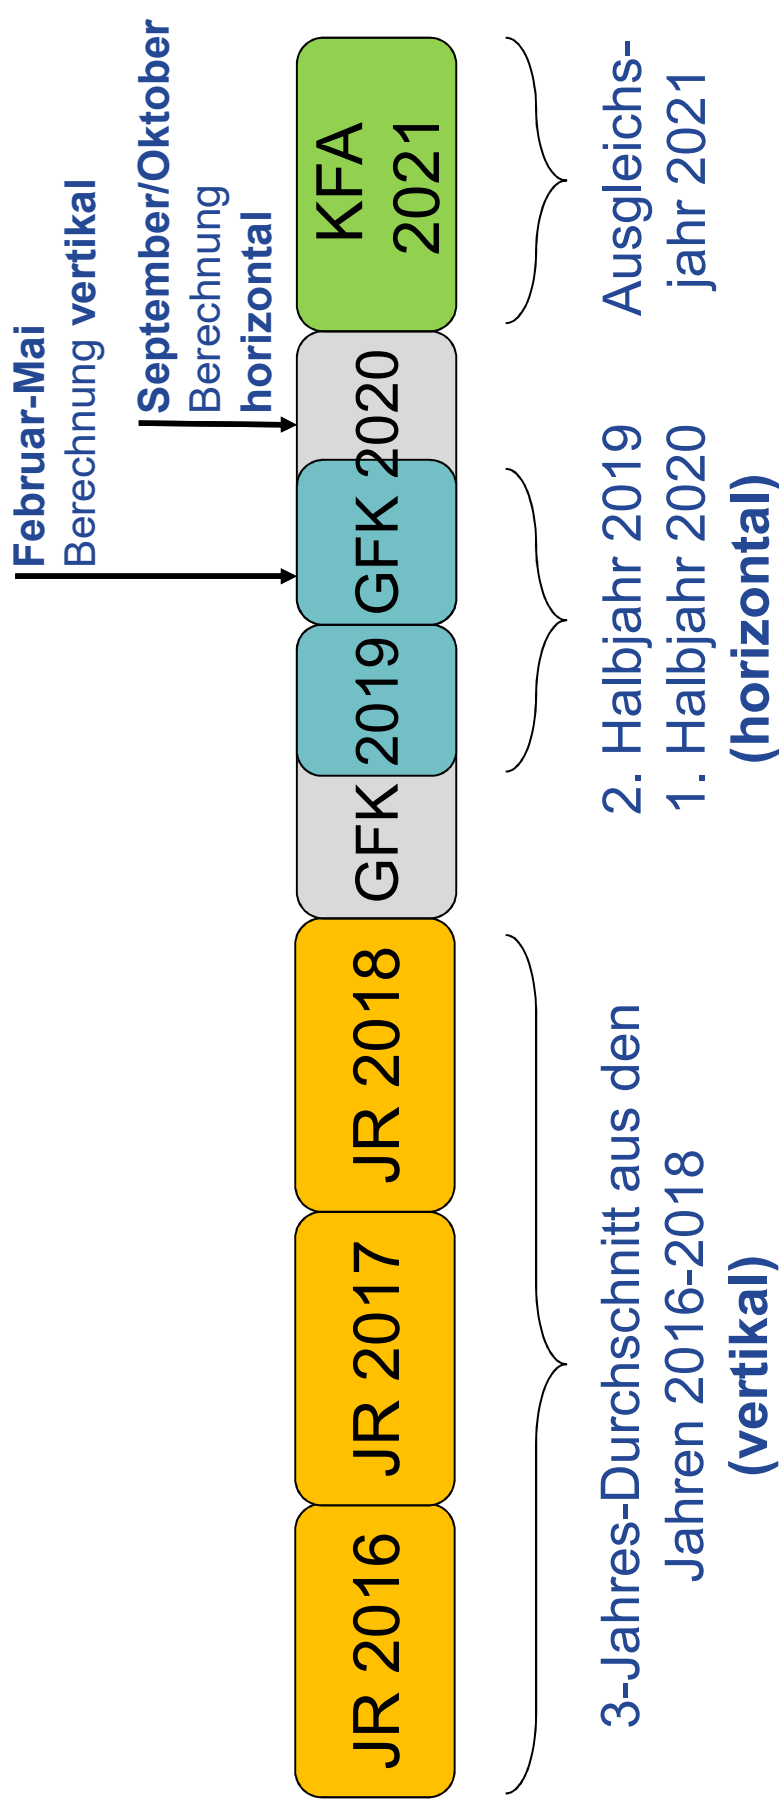 Februar-Mai
Berechnung vertikal
September/Oktober
Berechnung
horizontal
JR 2016
JR 2017
JR 2018
GFK 2019
GFK 2020
KFA
2021
3-Jahres-Durchschnitt aus den
Jahren 2016-2018
(vertikal)
2. Halbjahr 2019
1. Halbjahr 2020
(horizontal)
Ausgleichs-
jahr 2021